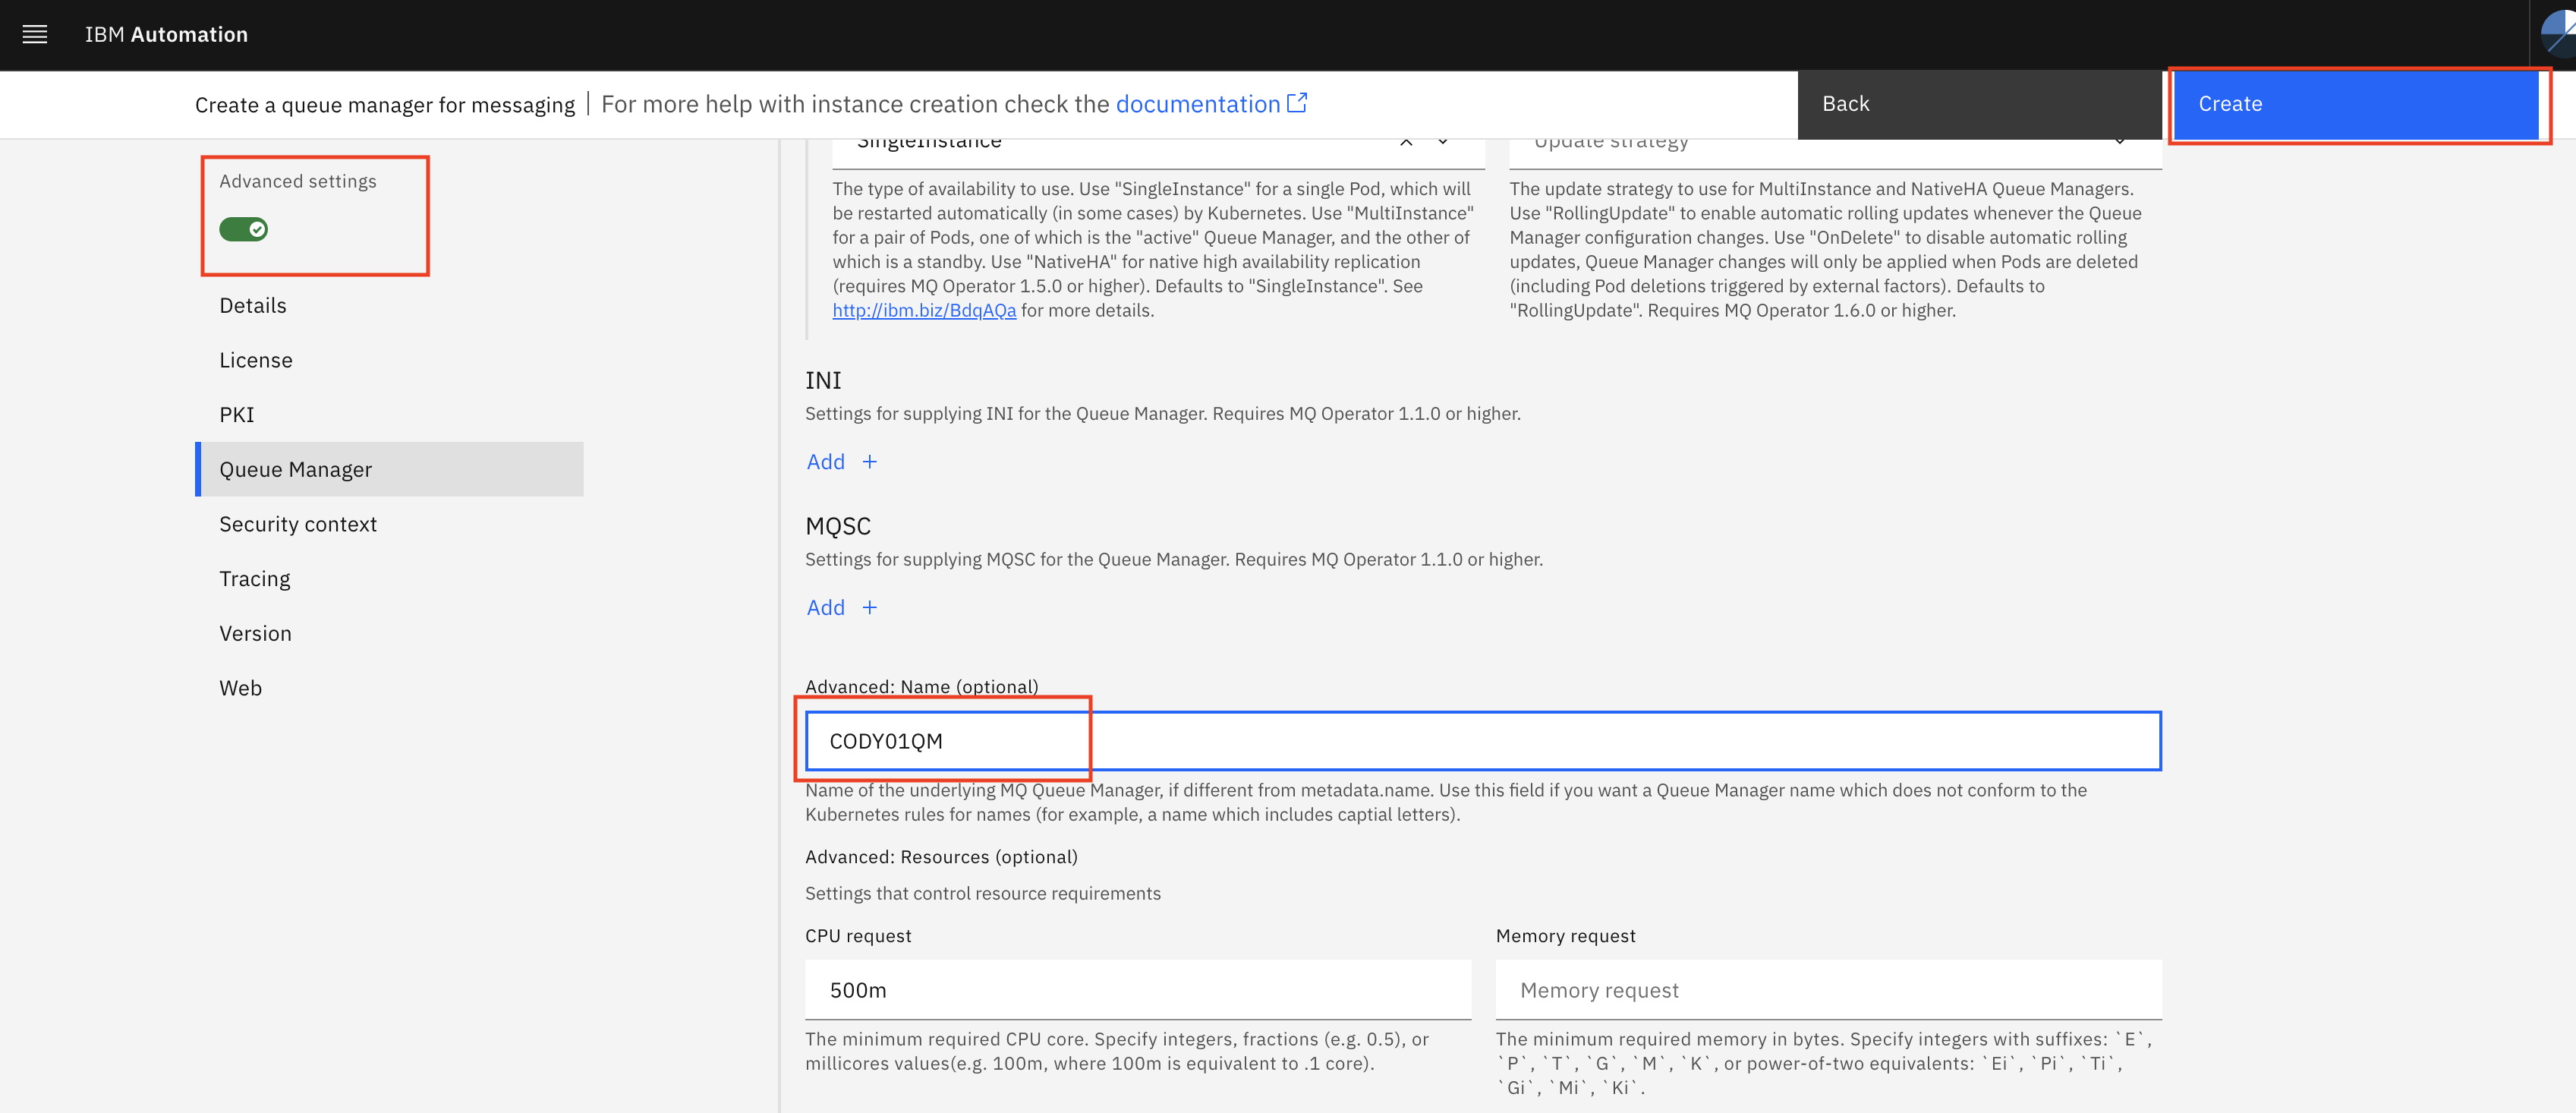 IBM Automation
Create a queue manager for messaging | For more help with instance creation check the documentation
Back
Create
Advanced settings
Details
License
PKI
Queue Manager
Security context
Tracing
Version
Web
SingleInstance
The type of availability to use. Use "SingleInstance" for a single Pod, which will
be restarted automatically (in some cases) by Kubernetes. Use "MultiInstance"
for a pair of Pods, one of which is the "active" Queue Manager, and the other of
which is a standby. Use "NativeHA" for native high availability replication
(requires MQ Operator 1.5.0 or higher). Defaults to "SingleInstance". See
http://ibm.biz/BdqAQa for more details.
Update strategy
The update strategy to use for MultiInstance and NativeHA Queue Managers.
Use "RollingUpdate" to enable automatic rolling updates whenever the Queue
Manager configuration changes. Use "OnDelete" to disable automatic rolling
updates, Queue Manager changes will only be applied when Pods are deleted
(including Pod deletions triggered by external factors). Defaults to
"RollingUpdate". Requires MQ Operator 1.6.0 or higher.
INI
Settings for supplying INI for the Queue Manager. Requires MQ Operator 1.1.0 or higher.
Add +
MQSC
Settings for supplying MQSC for the Queue Manager. Requires MQ Operator 1.1.0 or higher.
Add +
Advanced: Name (optional)
CODY01QM
Name of the underlying MQ Queue Manager, if different from metadata.name. Use this field if you want a Queue Manager name which does not conform to the
Kubernetes rules for names (for example, a name which includes captial letters).
Advanced: Resources (optional)
Settings that control resource requirements
CPU request
500m
The minimum required CPU core. Specify integers, fractions (e.g. 0.5), or
millicores values(e.g. 100m, where 100m is equivalent to .1 core).
Memory request
Memory request
The minimum required memory in bytes. Specify integers with suffixes: `E`,
`P`, `T`, `G`, `M`, `K`, or power-of-two equivalents: `Ei`, `Pi`, `Ti`,
`Gi`, `Mi`, `Ki`.